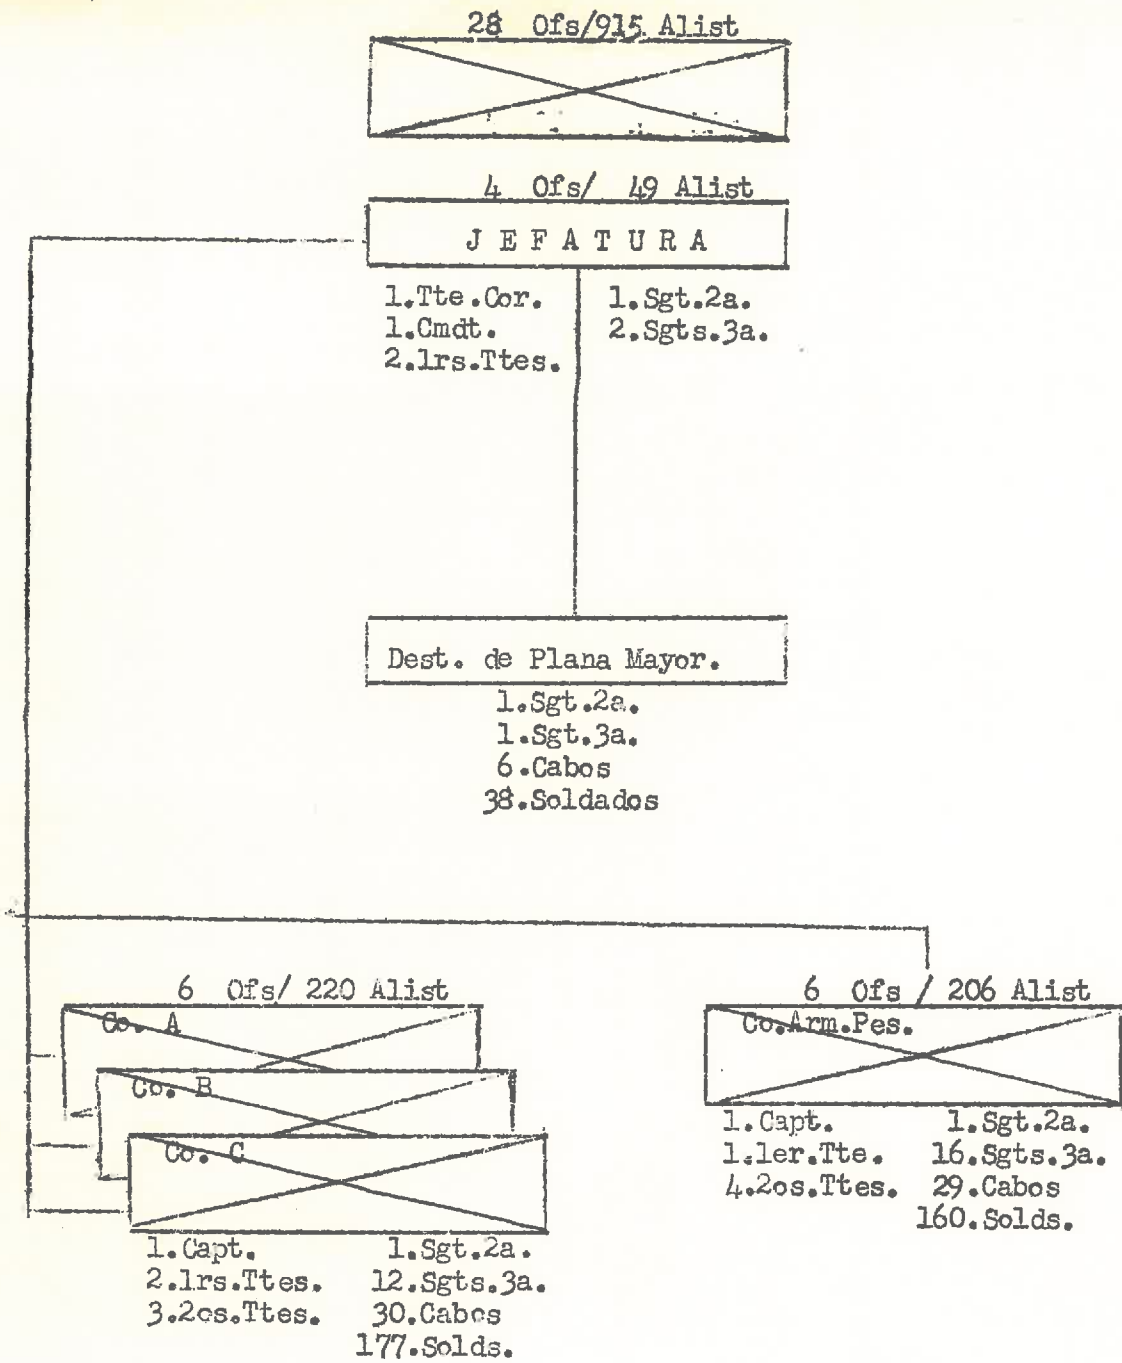 28 Ofs/915 Alist
4 Ofs/ 49 Alist
J E F A T U R A
1.Tte.Cor.
1.Cmdt.
2.1rs.Ttes.
1.Sgt.2a.
2.Sgts.3a.
Dest. de Plana Mayor.
1.Sgt.2a.
1.Sgt.3a.
6.Cabos
38.Soldados
6 Ofs/ 220 Alist
Co. A
Co. B
Co. C
1.Capt.
2.1rs.Ttes.
3.2os.Ttes.
1.Sgt.2a.
12.Sgts.3a.
30.Cabos
177.Solds.
6 Ofs / 206 Alist
Co.Arm.Pes.
1.Capt.
1.1er.Tte.
4.2os.Ttes.
1.Sgt.2a.
16.Sgts.3a.
29.Cabos
160.Solds.